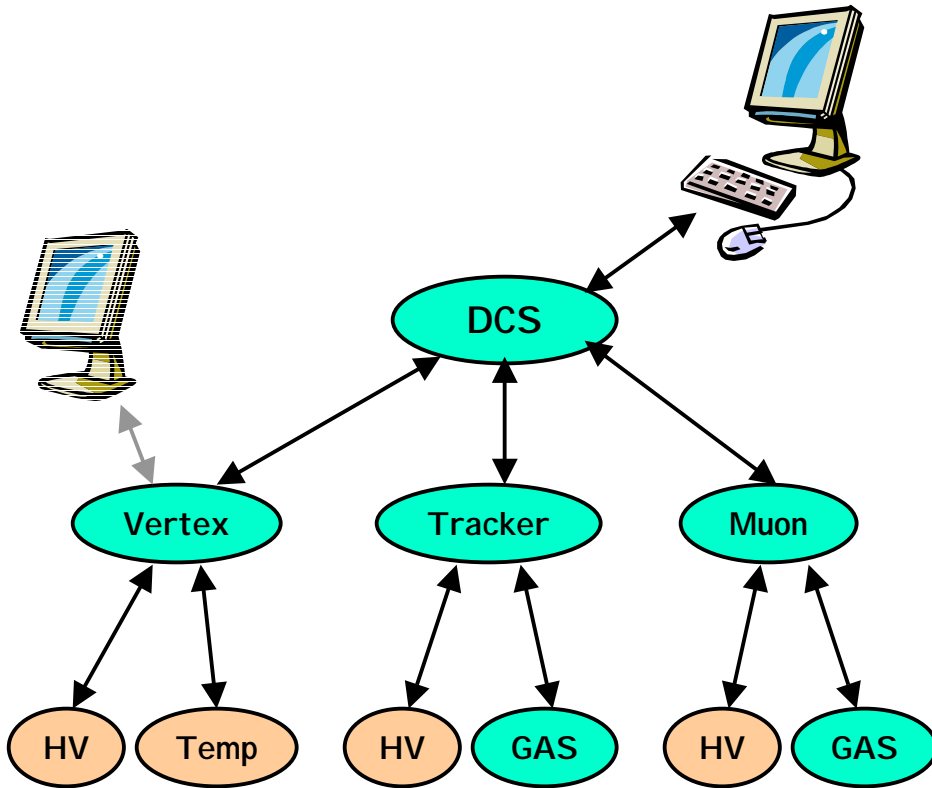 DCS
Vertex
Tracker
Muon
HV
Temp
HV
GAS
HV
GAS